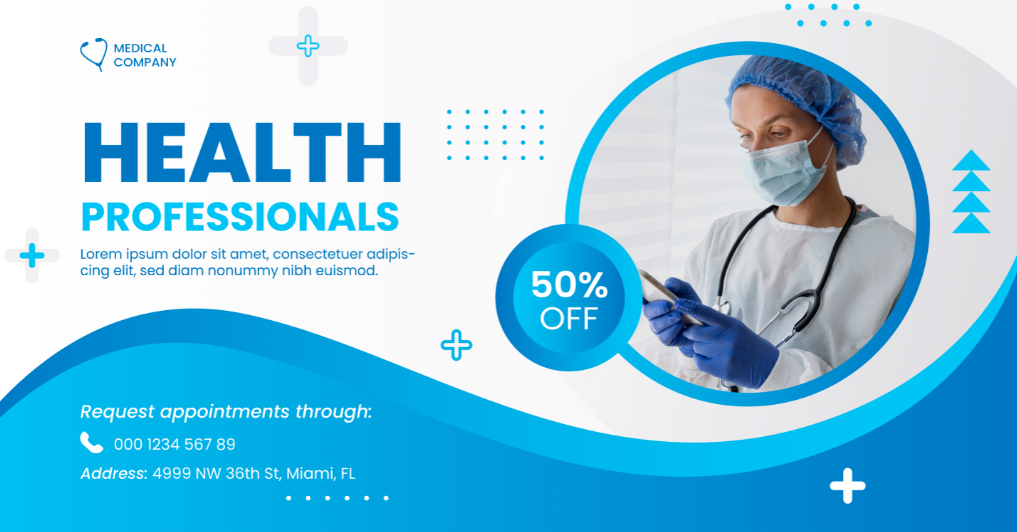 MEDICAL
COMPANY
HEALTH
PROFESSIONALS
Lorem ipsum dolor sit amet, consectetuer adipis-
cing elit, sed diam nonummy nibh euismod.
50%
OFF
Request appointments through:
000 1234 567 89
Address: 4999 NW 36th St, Miami, FL